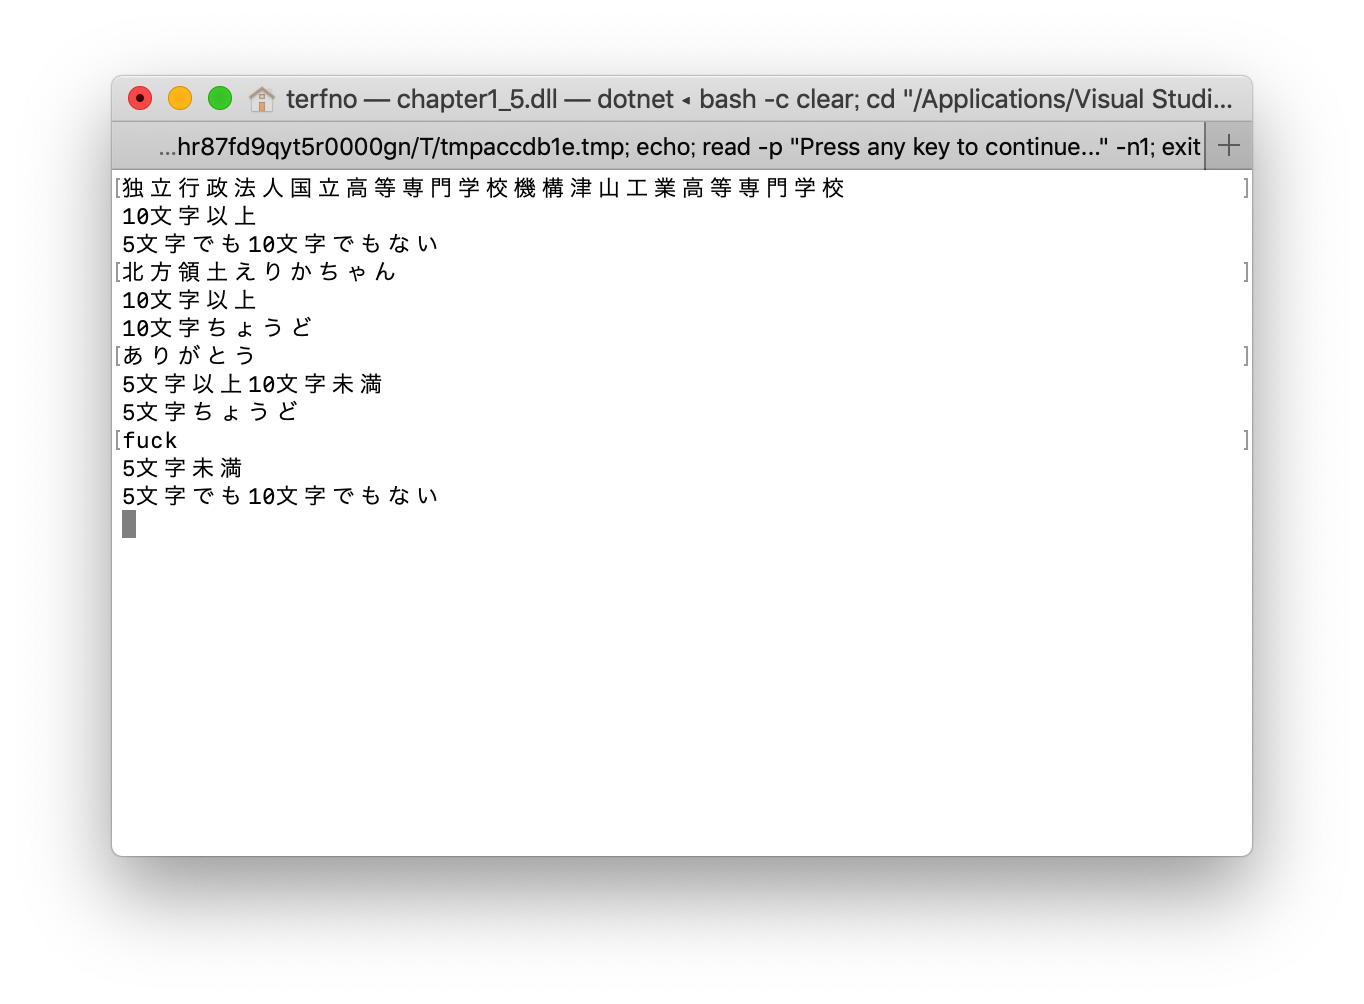 terfno — chapter1_5.dll — dotnet ◂ bash -c clear; cd "/Applications/Visual Studi...
...hr87fd9qyt5r0000gn/T/tmpaccdb1e.tmp; echo; read -p "Press any key to continue..." -n1; exit +
[独立行政法人国立高等専門学校機構津山工業高等専門学校]
10文字以上
5文字でも10文字でもない
[北方領土えりかちゃん]
10文字以上
10文字ちょうど
[ありがとう]
5文字以上10文字未満
5文字ちょうど
[fuck]
5文字未満
5文字でも10文字でもない